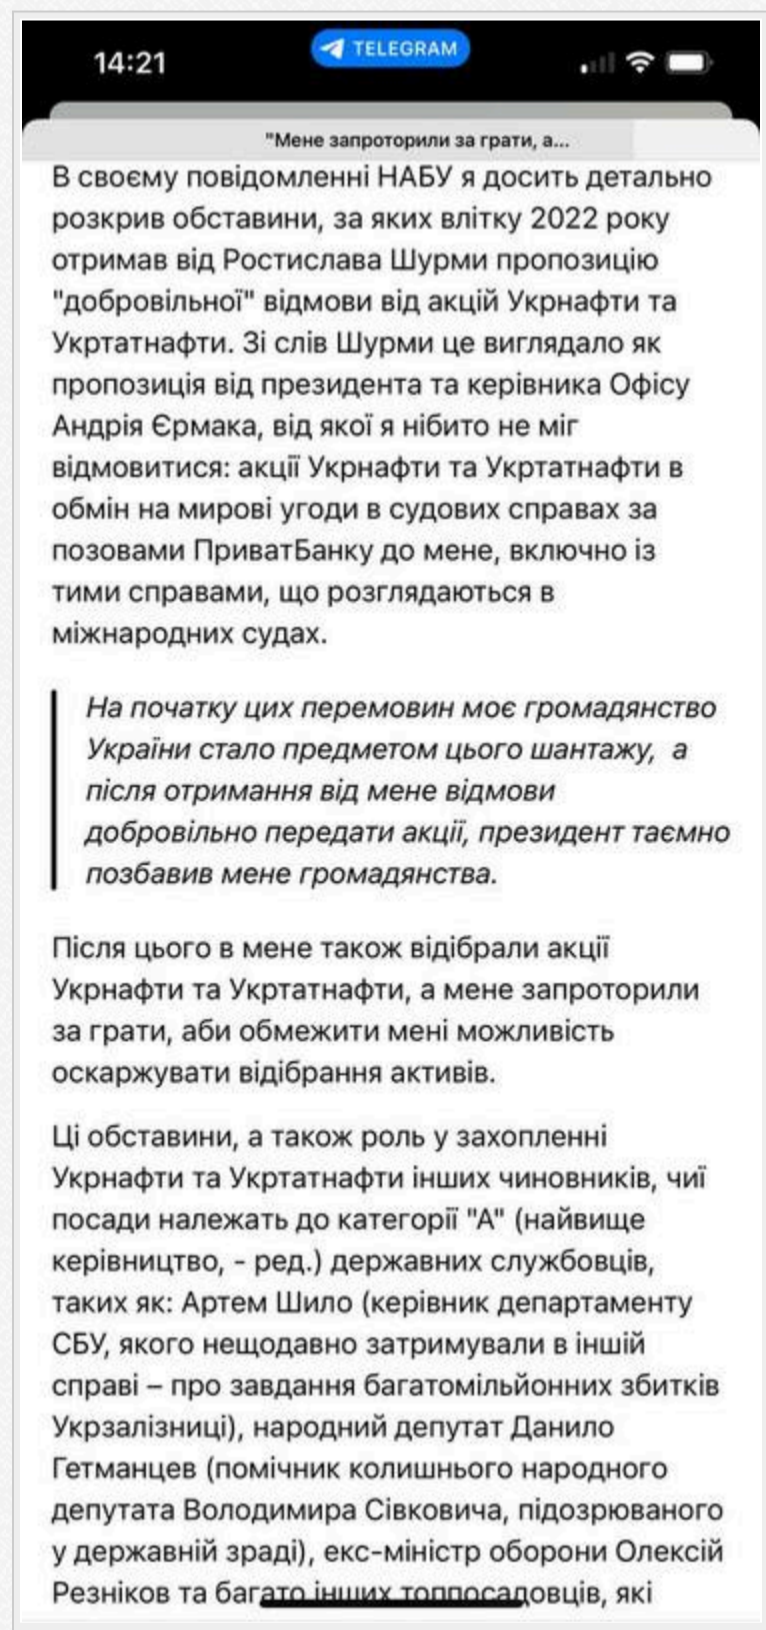 14:21
TELEGRAM
"Мене запроторили за грати, а...
В своєму повідомленні НАБУ я досить детально
розкрив обставини, за яких влітку 2022 року
отримав від Ростислава Шурми пропозицію
"добровільної" відмови від акцій Укрнафти та
Укртатнафти. Зі слів Шурми це виглядало як
пропозиція від президента та керівника Офісу
Андрія Єрмака, від якої я нібито не міг
відмовитися: акції Укрнафти та Укртатнафти в
обмін на мирові угоди в судових справах за
позовами ПриватБанку до мене, включно із
тими справами, що розглядаються в
міжнародних судах.
На початку цих перемовин моє громадянство
України стало предметом цього шантажу, а
після отримання від мене відмови
добровільно передати акції, президент таємно
позбавив мене громадянства.
Після цього в мене також відібрали акції
Укрнафти та Укртатнафти, а мене запроторили
за грати, аби обмежити мені можливість
оскаржувати відібрання активів.
Ці обставини, а також роль у захопленні
Укрнафти та Укртатнафти інших чиновників, чиї
посади належать до категорії "А" (найвище
керівництво, - ред.) державних службовців,
таких як: Артем Шило (керівник департаменту
СБУ, якого нещодавно затримували в іншій
справі – про завдання багатомільйонних збитків
Укрзалізниці), народний депутат Данило
Гетманцев (помічник колишнього народного
депутата Володимира Сівковича, підозрюваного
у державній зраді), екс-міністр оборони Олексій
Резніков та багато інших топпосадовців, які